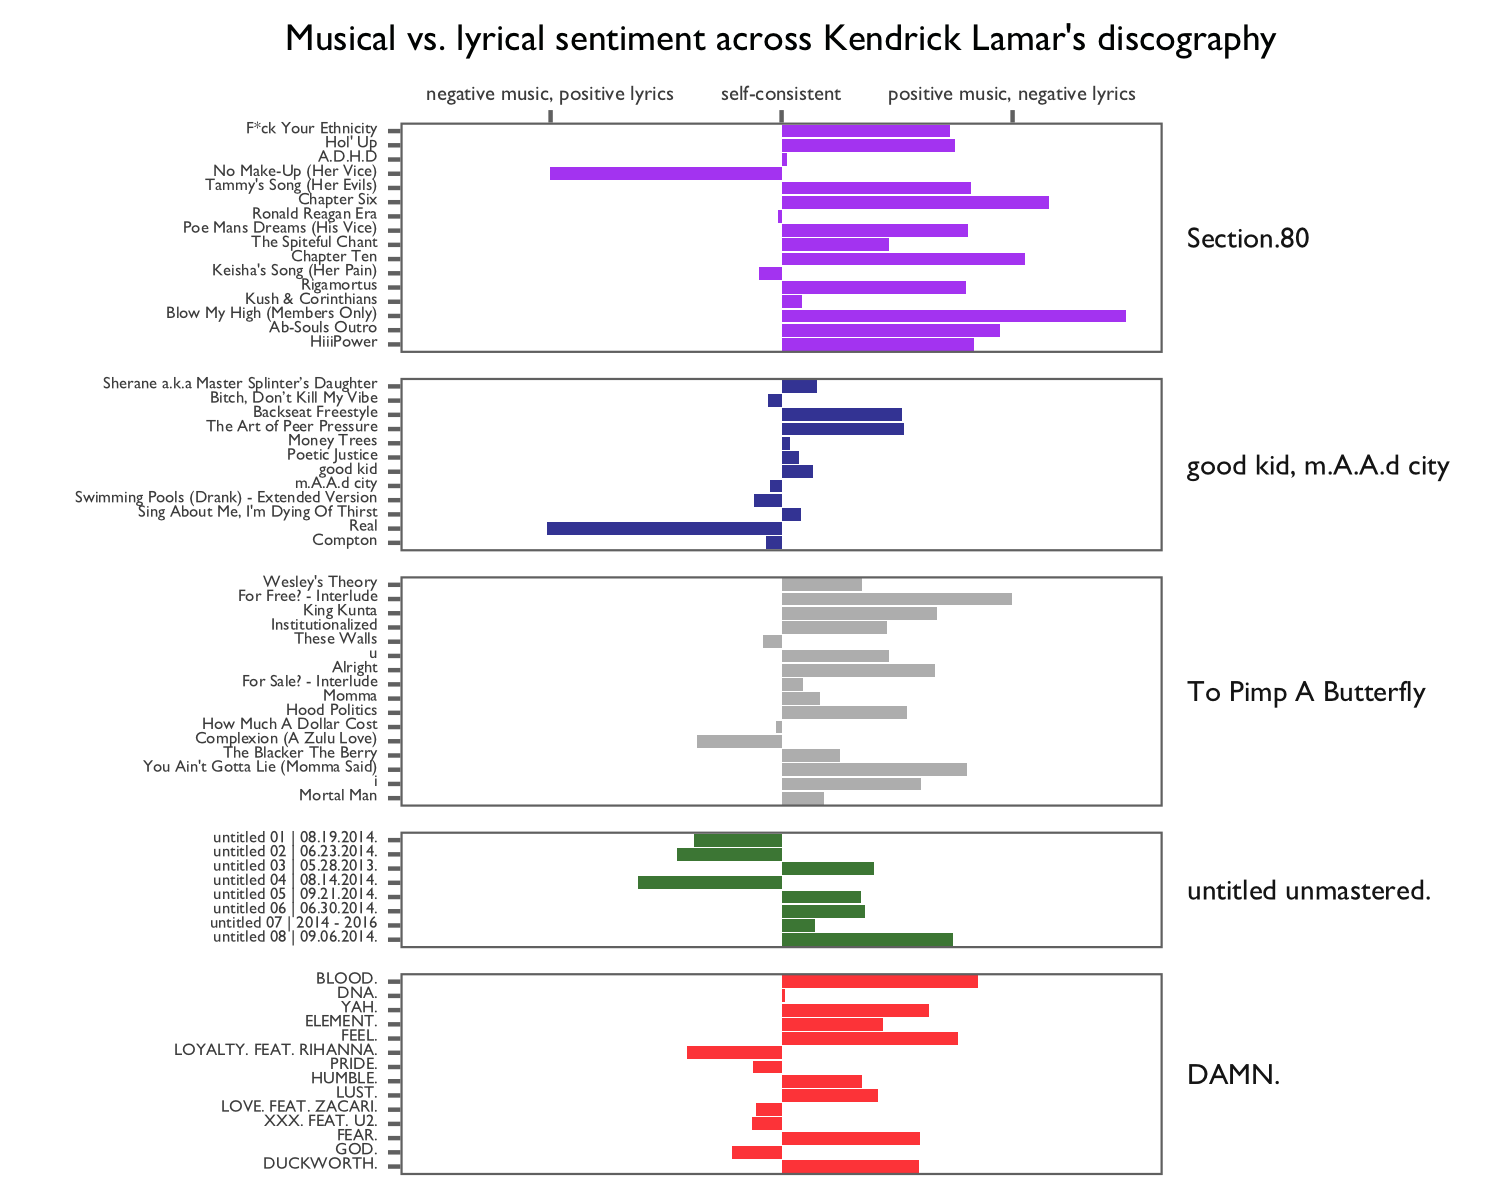 Musical vs. lyrical sentiment across Kendrick Lamar's discography
negative music, positive lyrics self-consistent positive music, negative lyrics
F*ck Your Ethnicity
Hol' Up
A.D.H.D
No Make-Up (Her Vice)
Tammy's Song (Her Evils)
Chapter Six
Ronald Reagan Era
Poe Mans Dreams (His Vice)
The Spiteful Chant
Chapter Ten
Keisha's Song (Her Pain)
Rigamortus
Kush & Corinthians
Blow My High (Members Only)
Ab-Souls Outro
HiiiPower
Section.80
Sherane a.k.a Master Splinter’s Daughter
Bitch, Don’t Kill My Vibe
Backseat Freestyle
The Art of Peer Pressure
Money Trees
Poetic Justice
good kid
m.A.A.d city
Swimming Pools (Drank) - Extended Version
Sing About Me, I'm Dying Of Thirst
Real
Compton
good kid, m.A.A.d city
Wesley's Theory
For Free? - Interlude
King Kunta
Institutionalized
These Walls
u
Alright
For Sale? - Interlude
Momma
Hood Politics
How Much A Dollar Cost
Complexion (A Zulu Love)
The Blacker The Berry
You Ain't Gotta Lie (Momma Said)
i
Mortal Man
To Pimp A Butterfly
untitled 01 | 08.19.2014.
untitled 02 | 06.23.2014.
untitled 03 | 05.28.2013.
untitled 04 | 08.14.2014.
untitled 05 | 09.21.2014.
untitled 06 | 06.30.2014.
untitled 07 | 2014 - 2016
untitled 08 | 09.06.2014.
untitled unmastered.
BLOOD.
DNA.
YAH.
ELEMENT.
FEEL.
LOYALTY. FEAT. RIHANNA.
PRIDE.
HUMBLE.
LUST.
LOVE. FEAT. ZACARI.
XXX. FEAT. U2.
FEAR.
GOD.
DUCKWORTH.
DAMN.